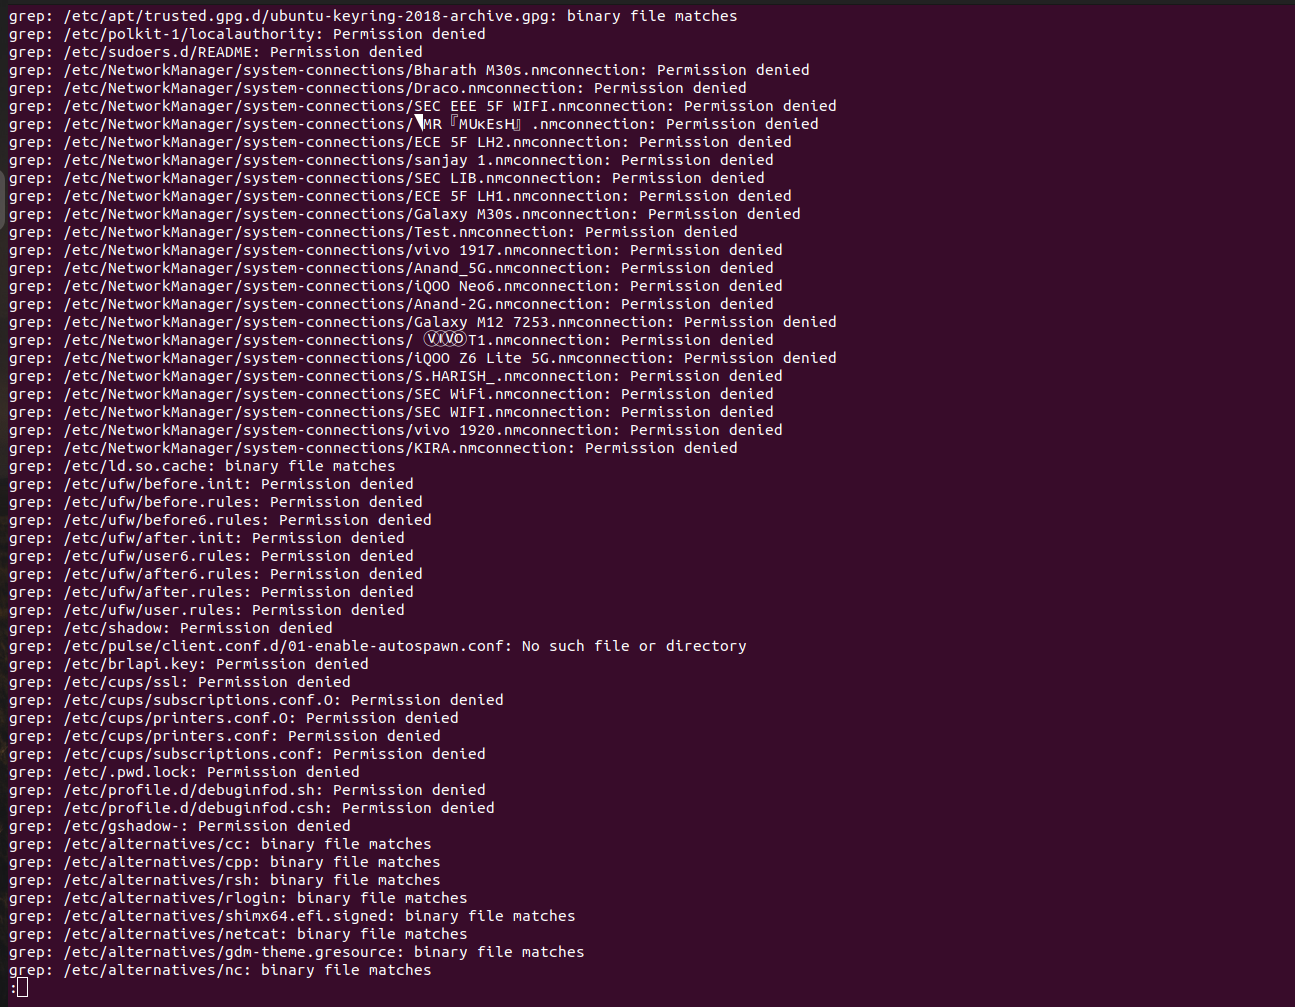 grep: /etc/apt/trusted.gpg.d/ubuntu-keyring-2018-archive.gpg: binary file matches
grep: /etc/polkit-1/localauthority: Permission denied
grep: /etc/sudoers.d/README: Permission denied
grep: /etc/NetworkManager/system-connections/Bharath M30s.nmconnection: Permission denied
grep: /etc/NetworkManager/system-connections/Draco.nmconnection: Permission denied
grep: /etc/NetworkManager/system-connections/SEC EEE 5F WIFI.nmconnection: Permission denied
grep: /etc/NetworkManager/system-connections/◥MR『MUĸEsH』.nmconnection: Permission denied
grep: /etc/NetworkManager/system-connections/ECE 5F LH2.nmconnection: Permission denied
grep: /etc/NetworkManager/system-connections/sanjay 1.nmconnection: Permission denied
grep: /etc/NetworkManager/system-connections/SEC LIB.nmconnection: Permission denied
grep: /etc/NetworkManager/system-connections/ECE 5F LH1.nmconnection: Permission denied
grep: /etc/NetworkManager/system-connections/Galaxy M30s.nmconnection: Permission denied
grep: /etc/NetworkManager/system-connections/Test.nmconnection: Permission denied
grep: /etc/NetworkManager/system-connections/vivo 1917.nmconnection: Permission denied
grep: /etc/NetworkManager/system-connections/Anand_5G.nmconnection: Permission denied
grep: /etc/NetworkManager/system-connections/iQOO Neo6.nmconnection: Permission denied
grep: /etc/NetworkManager/system-connections/Anand-2G.nmconnection: Permission denied
grep: /etc/NetworkManager/system-connections/Galaxy M12 7253.nmconnection: Permission denied
grep: /etc/NetworkManager/system-connections/ ⓋⒾⓋⓄT1.nmconnection: Permission denied
grep: /etc/NetworkManager/system-connections/iQOO Z6 Lite 5G.nmconnection: Permission denied
grep: /etc/NetworkManager/system-connections/S.HARISH_.nmconnection: Permission denied
grep: /etc/NetworkManager/system-connections/SEC WiFi.nmconnection: Permission denied
grep: /etc/NetworkManager/system-connections/SEC WIFI.nmconnection: Permission denied
grep: /etc/NetworkManager/system-connections/vivo 1920.nmconnection: Permission denied
grep: /etc/NetworkManager/system-connections/KIRA.nmconnection: Permission denied
grep: /etc/ld.so.cache: binary file matches
grep: /etc/ufw/before.init: Permission denied
grep: /etc/ufw/before.rules: Permission denied
grep: /etc/ufw/before6.rules: Permission denied
grep: /etc/ufw/after.init: Permission denied
grep: /etc/ufw/user6.rules: Permission denied
grep: /etc/ufw/after6.rules: Permission denied
grep: /etc/ufw/after.rules: Permission denied
grep: /etc/ufw/user.rules: Permission denied
grep: /etc/shadow: Permission denied
grep: /etc/pulse/client.conf.d/01-enable-autospawn.conf: No such file or directory
grep: /etc/brlapi.key: Permission denied
grep: /etc/cups/ssl: Permission denied
grep: /etc/cups/subscriptions.conf.O: Permission denied
grep: /etc/cups/printers.conf.O: Permission denied
grep: /etc/cups/printers.conf: Permission denied
grep: /etc/cups/subscriptions.conf: Permission denied
grep: /etc/.pwd.lock: Permission denied
grep: /etc/profile.d/debuginfod.sh: Permission denied
grep: /etc/profile.d/debuginfod.csh: Permission denied
grep: /etc/gshadow-: Permission denied
grep: /etc/alternatives/cc: binary file matches
grep: /etc/alternatives/cpp: binary file matches
grep: /etc/alternatives/rsh: binary file matches
grep: /etc/alternatives/rlogin: binary file matches
grep: /etc/alternatives/shimx64.efi.signed: binary file matches
grep: /etc/alternatives/netcat: binary file matches
grep: /etc/alternatives/gdm-theme.gresource: binary file matches
grep: /etc/alternatives/nc: binary file matches
: